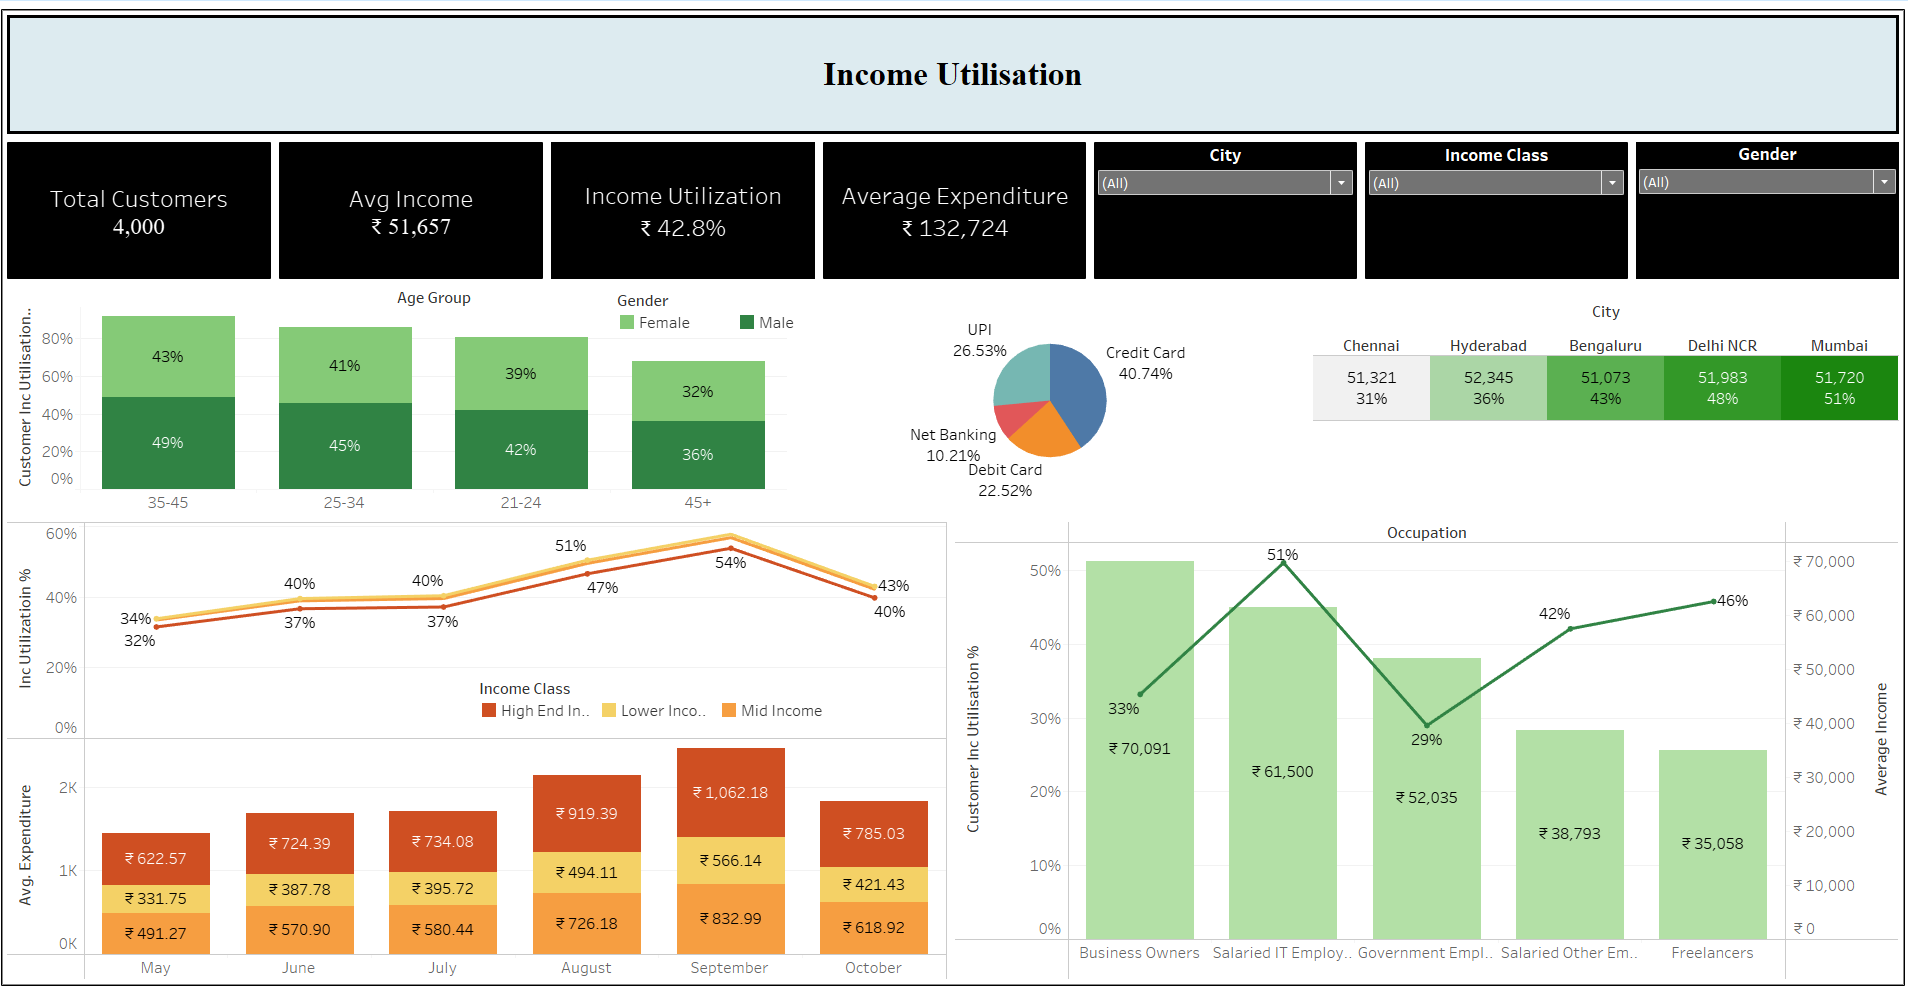 Income Utilisation
Total Customers
4,000
Avg Income
₹ 51,657
Income Utilization
₹ 42.8%
Average Expenditure
₹ 132,724
City
(All)
Income Class
(All)
Gender
(All)
Age Group
Gender
Female
Male
Customer Inc Utilisation..
80%
60%
40%
20%
0%
43%
41%
39%
32%
49%
45%
42%
36%
35-45
25-34
21-24
45+
UPI
26.53%
Credit Card
40.74%
Net Banking
10.21%
Debit Card
22.52%
City
Chennai
Hyderabad
Bengaluru
Delhi NCR
Mumbai
51,321
31%
52,345
36%
51,073
43%
51,983
48%
51,720
51%
Inc Utilizatioin %
60%
40%
20%
0%
34%
32%
40%
37%
40%
37%
51%
47%
54%
43%
40%
Income Class
High End In..
Lower Inco..
Mid Income
Avg. Expenditure
2K
1K
0K
₹ 622.57
₹ 331.75
₹ 491.27
₹ 724.39
₹ 387.78
₹ 570.90
₹ 734.08
₹ 395.72
₹ 580.44
₹ 919.39
₹ 494.11
₹ 726.18
₹ 1,062.18
₹ 566.14
₹ 832.99
₹ 785.03
₹ 421.43
₹ 618.92
May
June
July
August
September
October
Occupation
Customer Inc Utilisation %
50%
40%
30%
20%
10%
0%
33%
51%
29%
42%
46%
₹ 70,091
₹ 61,500
₹ 52,035
₹ 38,793
₹ 35,058
₹ 70,000
₹ 60,000
₹ 50,000
₹ 40,000
₹ 30,000
₹ 20,000
₹ 10,000
₹ 0
Average Income
Business Owners
Salaried IT Employ..
Government Empl..
Salaried Other Em..
Freelancers